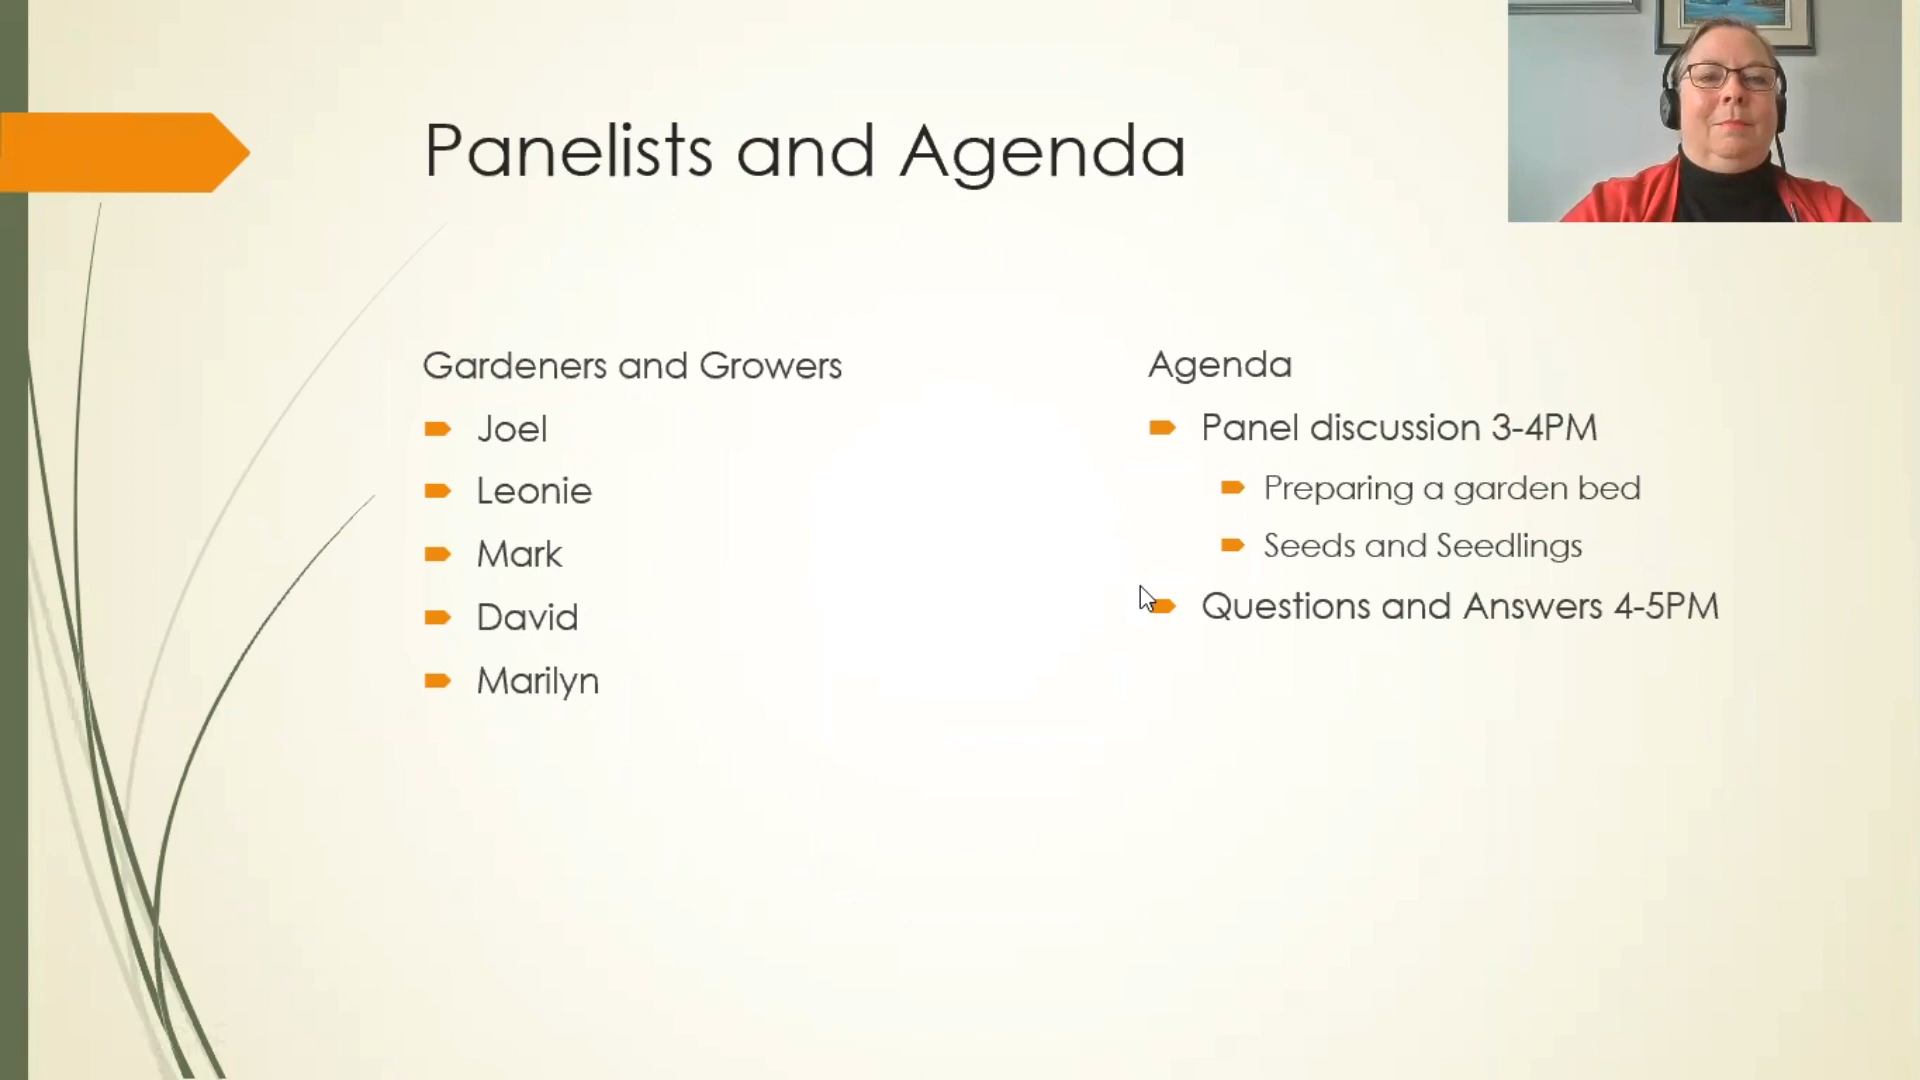 Panelists and Agenda
Gardeners and Growers
Joel
Leonie
Mark
David
Marilyn
Agenda
Panel discussion 3-4PM
Preparing a garden bed
Seeds and Seedlings
Questions and Answers 4-5PM